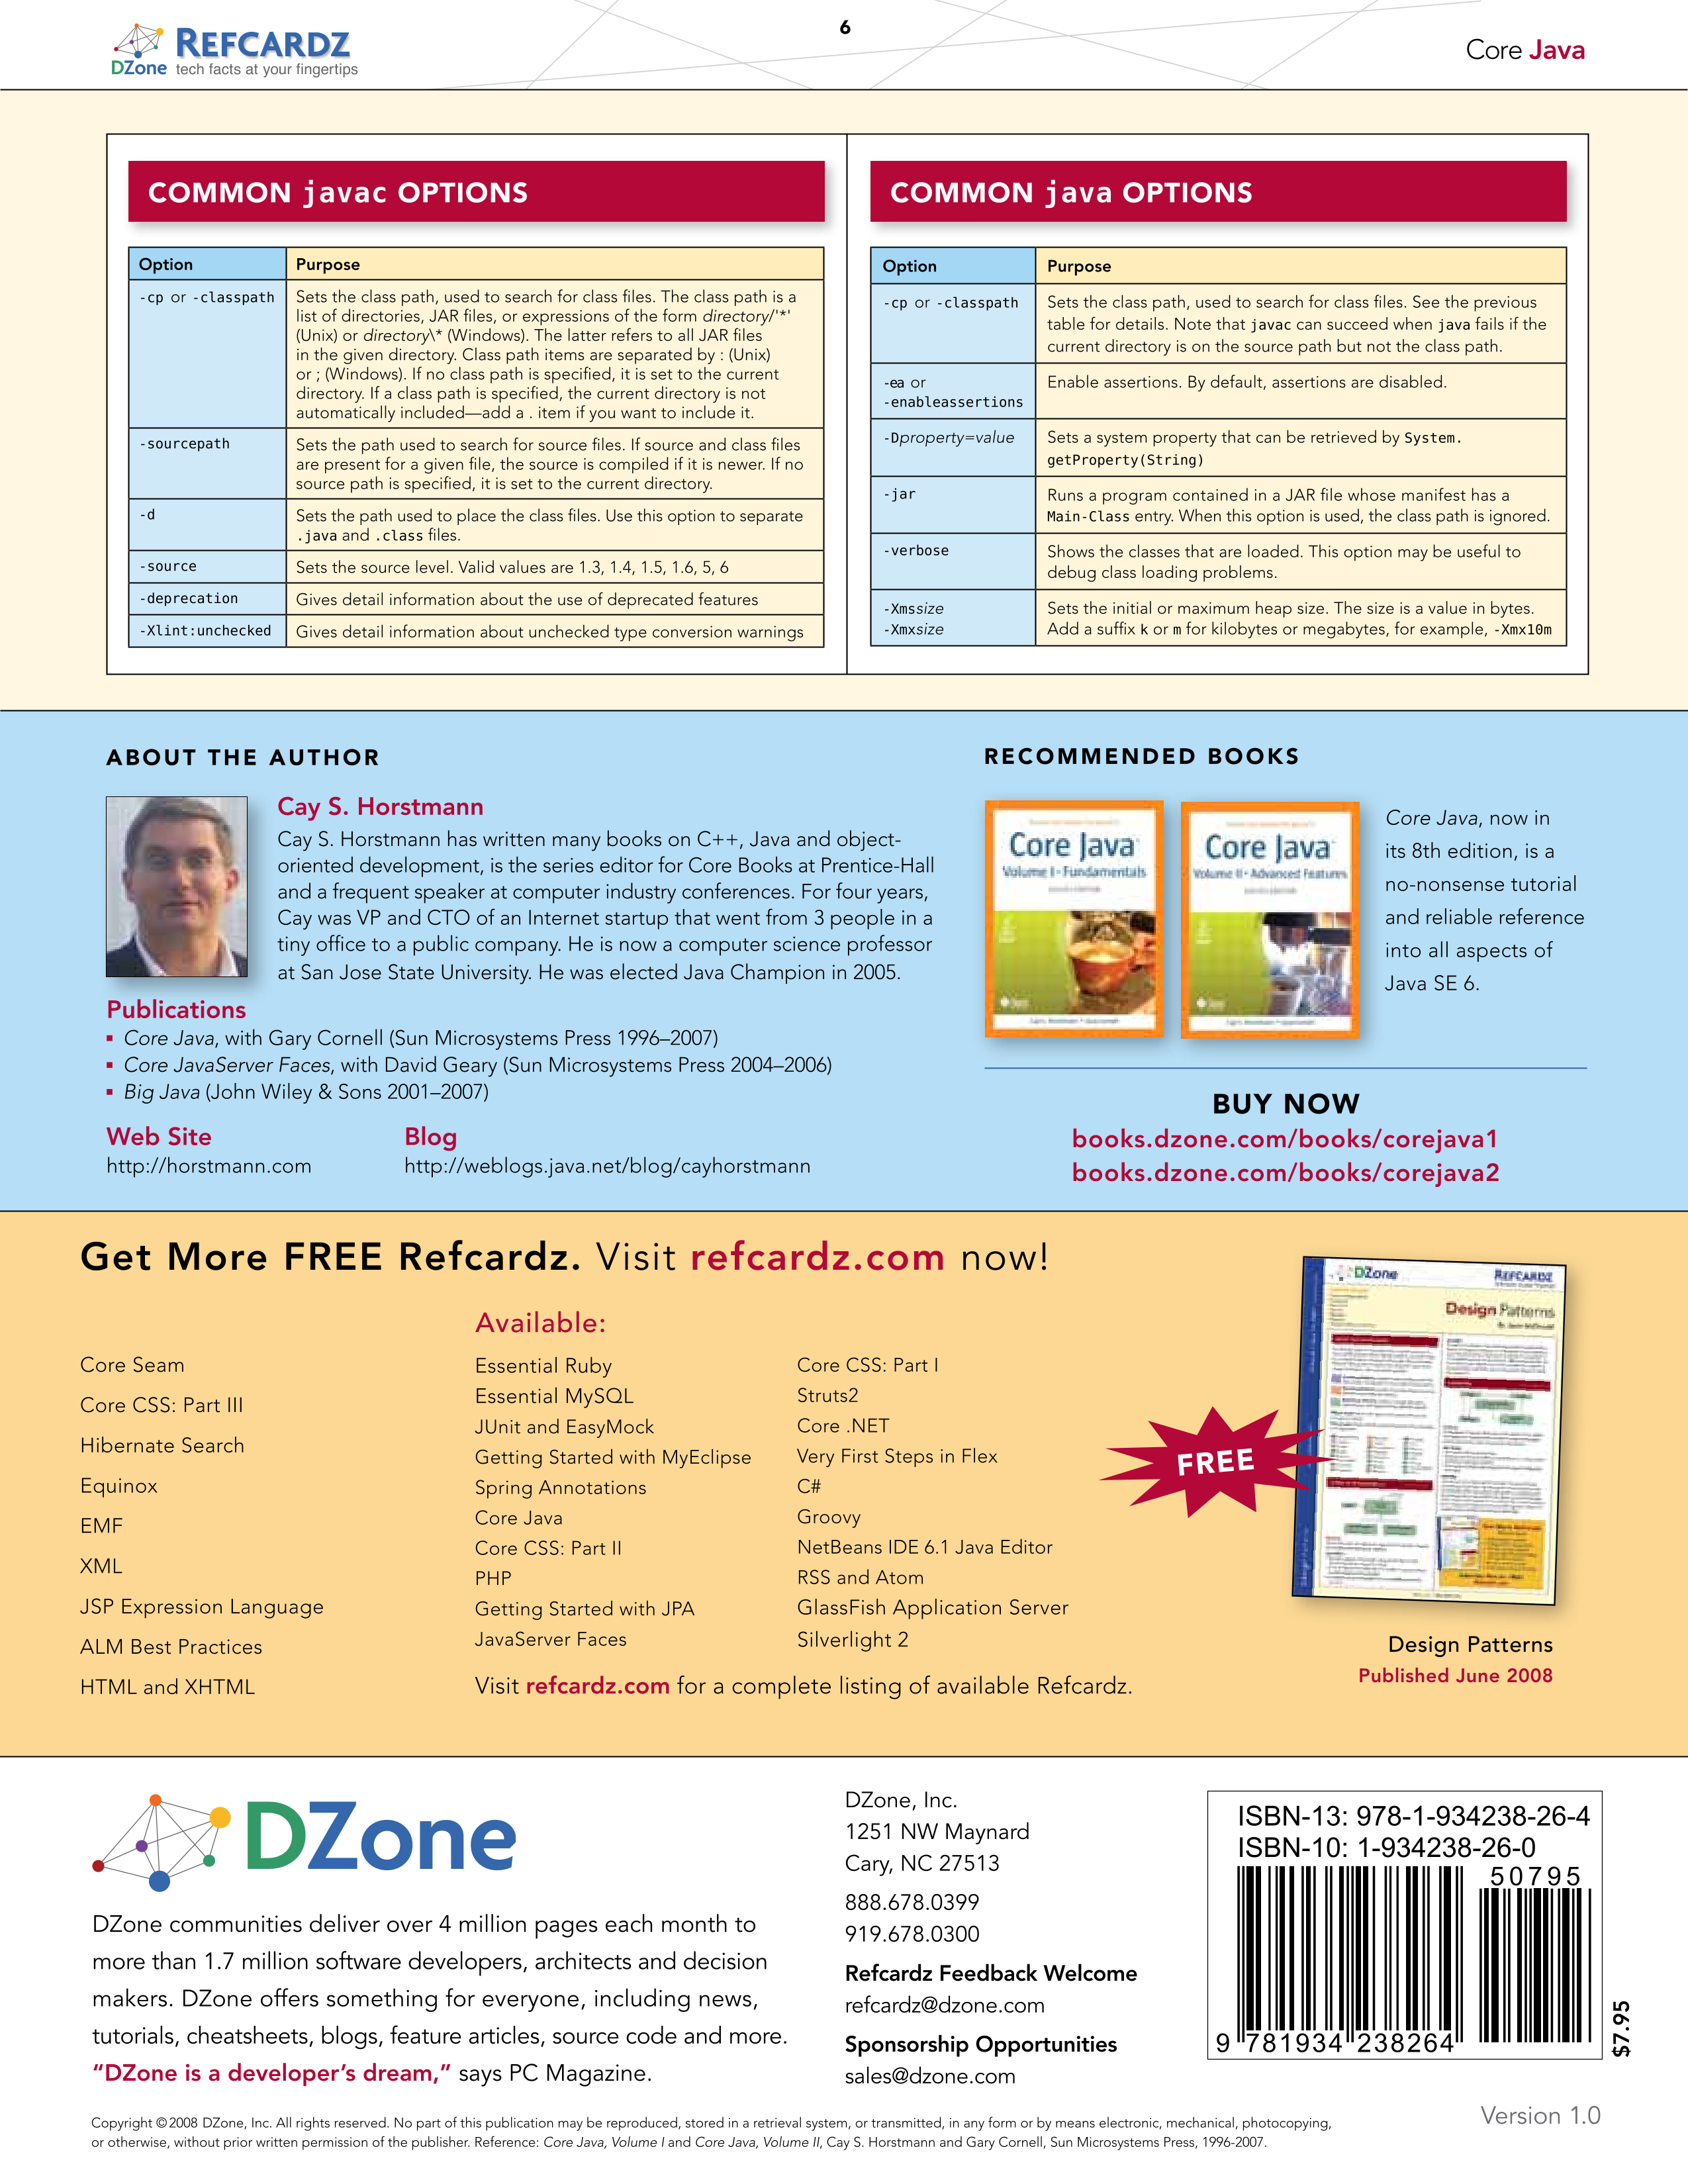 REFCARDZ
DZone tech facts at your fingertips
6
Core Java
COMMON javac OPTIONS
Option Purpose
-cp or -classpath Sets the class path, used to search for class files. The class path is a
list of directories, JAR files, or expressions of the form directory/'*'
(Unix) or directory\* (Windows). The latter refers to all JAR files
in the given directory. Class path items are separated by : (Unix)
or ; (Windows). If no class path is specified, it is set to the current
directory. If a class path is specified, the current directory is not
automatically included—add a . item if you want to include it.
-sourcepath Sets the path used to search for source files. If source and class files
are present for a given file, the source is compiled if it is newer. If no
source path is specified, it is set to the current directory.
-d Sets the path used to place the class files. Use this option to separate
.java and .class files.
-source Sets the source level. Valid values are 1.3, 1.4, 1.5, 1.6, 5, 6
-deprecation Gives detail information about the use of deprecated features
-Xlint:unchecked Gives detail information about unchecked type conversion warnings
COMMON java OPTIONS
Option Purpose
-cp or -classpath Sets the class path, used to search for class files. See the previous
table for details. Note that javac can succeed when java fails if the
current directory is on the source path but not the class path.
-ea or Enable assertions. By default, assertions are disabled.
-enableassertions
-Dproperty=value Sets a system property that can be retrieved by System.
getProperty(String)
-jar Runs a program contained in a JAR file whose manifest has a
Main-Class entry. When this option is used, the class path is ignored.
-verbose Shows the classes that are loaded. This option may be useful to
debug class loading problems.
-Xmssize Sets the initial or maximum heap size. The size is a value in bytes.
-Xmxsize Add a suffix k or m for kilobytes or megabytes, for example, -Xmx10m
ABOUT THE AUTHOR
Cay S. Horstmann
Cay S. Horstmann has written many books on C++, Java and object-
oriented development, is the series editor for Core Books at Prentice-Hall
and a frequent speaker at computer industry conferences. For four years,
Cay was VP and CTO of an Internet startup that went from 3 people in a
tiny office to a public company. He is now a computer science professor
at San Jose State University. He was elected Java Champion in 2005.
Publications
▪ Core Java, with Gary Cornell (Sun Microsystems Press 1996–2007)
▪ Core JavaServer Faces, with David Geary (Sun Microsystems Press 2004–2006)
▪ Big Java (John Wiley & Sons 2001–2007)
Web Site
http://horstmann.com
Blog
http://weblogs.java.net/blog/cayhorstmann
RECOMMENDED BOOKS
Core Java
Volume I • Fundamentals
Core Java
Volume II • Advanced Features
Core Java, now in
its 8th edition, is a
no-nonsense tutorial
and reliable reference
into all aspects of
Java SE 6.
BUY NOW
books.dzone.com/books/corejava1
books.dzone.com/books/corejava2
Get More FREE Refcardz. Visit refcardz.com now!
Core Seam
Core CSS: Part III
Hibernate Search
Equinox
EMF
XML
JSP Expression Language
ALM Best Practices
HTML and XHTML
Available:
Essential Ruby
Essential MySQL
JUnit and EasyMock
Getting Started with MyEclipse
Spring Annotations
Core Java
Core CSS: Part II
PHP
Getting Started with JPA
JavaServer Faces
Core CSS: Part I
Struts2
Core .NET
Very First Steps in Flex
C#
Groovy
NetBeans IDE 6.1 Java Editor
RSS and Atom
GlassFish Application Server
Silverlight 2
Visit refcardz.com for a complete listing of available Refcardz.
FREE
DZone REFCARDZ
Design Patterns
Design Patterns
Published June 2008
DZone
DZone communities deliver over 4 million pages each month to
more than 1.7 million software developers, architects and decision
makers. DZone offers something for everyone, including news,
tutorials, cheatsheets, blogs, feature articles, source code and more.
“DZone is a developer’s dream,” says PC Magazine.
DZone, Inc.
1251 NW Maynard
Cary, NC 27513
888.678.0399
919.678.0300
Refcardz Feedback Welcome
refcardz@dzone.com
Sponsorship Opportunities
sales@dzone.com
ISBN-13: 978-1-934238-26-4
ISBN-10: 1-934238-26-0
50795
9 781934 238264
$7.95
Copyright © 2008 DZone, Inc. All rights reserved. No part of this publication may be reproduced, stored in a retrieval system, or transmitted, in any form or by means electronic, mechanical, photocopying,
or otherwise, without prior written permission of the publisher. Reference: Core Java, Volume I and Core Java, Volume II, Cay S. Horstmann and Gary Cornell, Sun Microsystems Press, 1996-2007.
Version 1.0